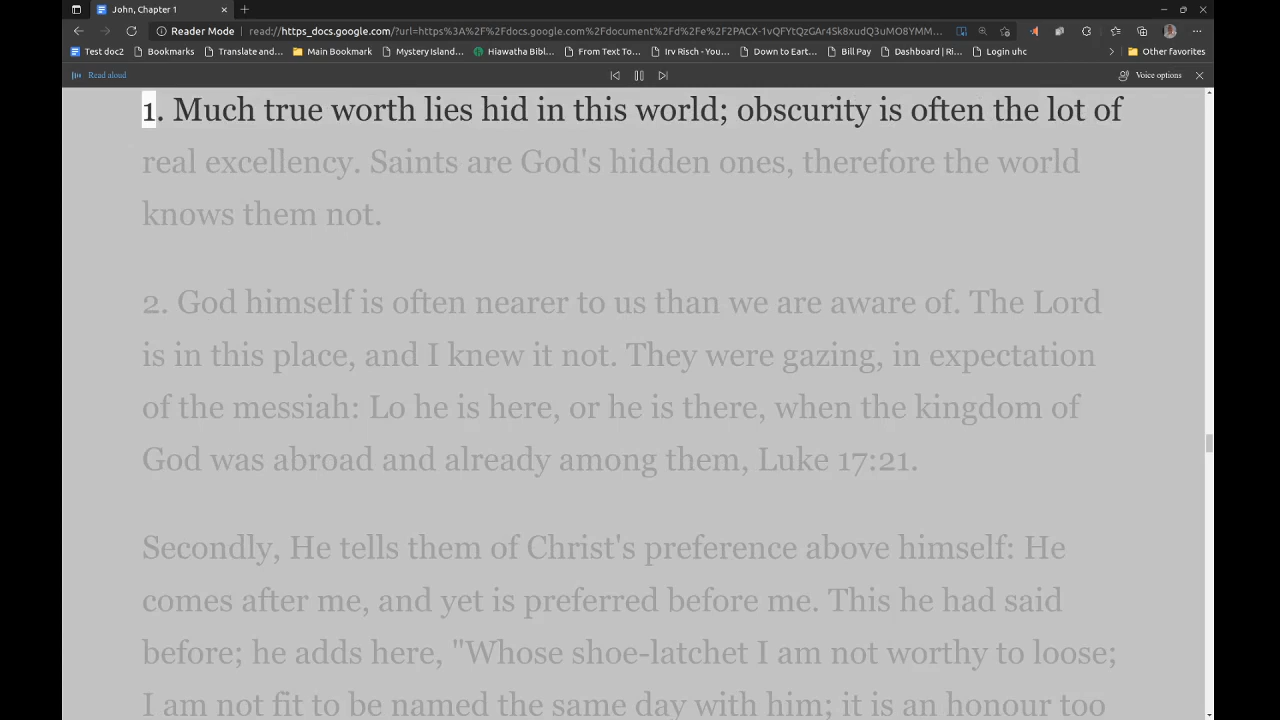 John, Chapter 1
Reader Mode
read://https_docs.google.com/?url=https%3A%2F%2Fdocs.google.com%2Fdocument%2Fd%2Fe%2F2PACX-1vQFYtQzGAr4Sk8xudQ3uMO8YMM...
Test doc2 Bookmarks Translate and... Main Bookmark Mystery Island... Hiawatha Bibl... From Text To... Irv Risch - You... Down to Eart... Bill Pay Dashboard | Ri... Login uhc Other favorites
Read aloud Voice options
1. Much true worth lies hid in this world; obscurity is often the lot of
real excellency. Saints are God's hidden ones, therefore the world
knows them not.
2. God himself is often nearer to us than we are aware of. The Lord
is in this place, and I knew it not. They were gazing, in expectation
of the messiah: Lo he is here, or he is there, when the kingdom of
God was abroad and already among them, Luke 17:21.
Secondly, He tells them of Christ's preference above himself: He
comes after me, and yet is preferred before me. This he had said
before; he adds here, "Whose shoe-latchet I am not worthy to loose;
I am not fit to be named the same day with him; it is an honour too